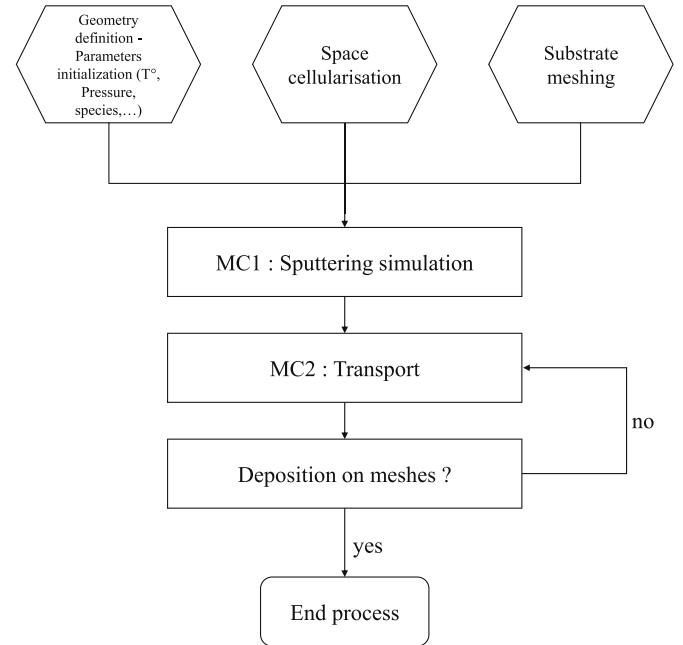 Geometry
definition -
Parameters
initialization (T°,
Pressure,
species,…)
Space
cellularisation
Substrate
meshing
MC1 : Sputtering simulation
MC2 : Transport
no
Deposition on meshes ?
yes
End process